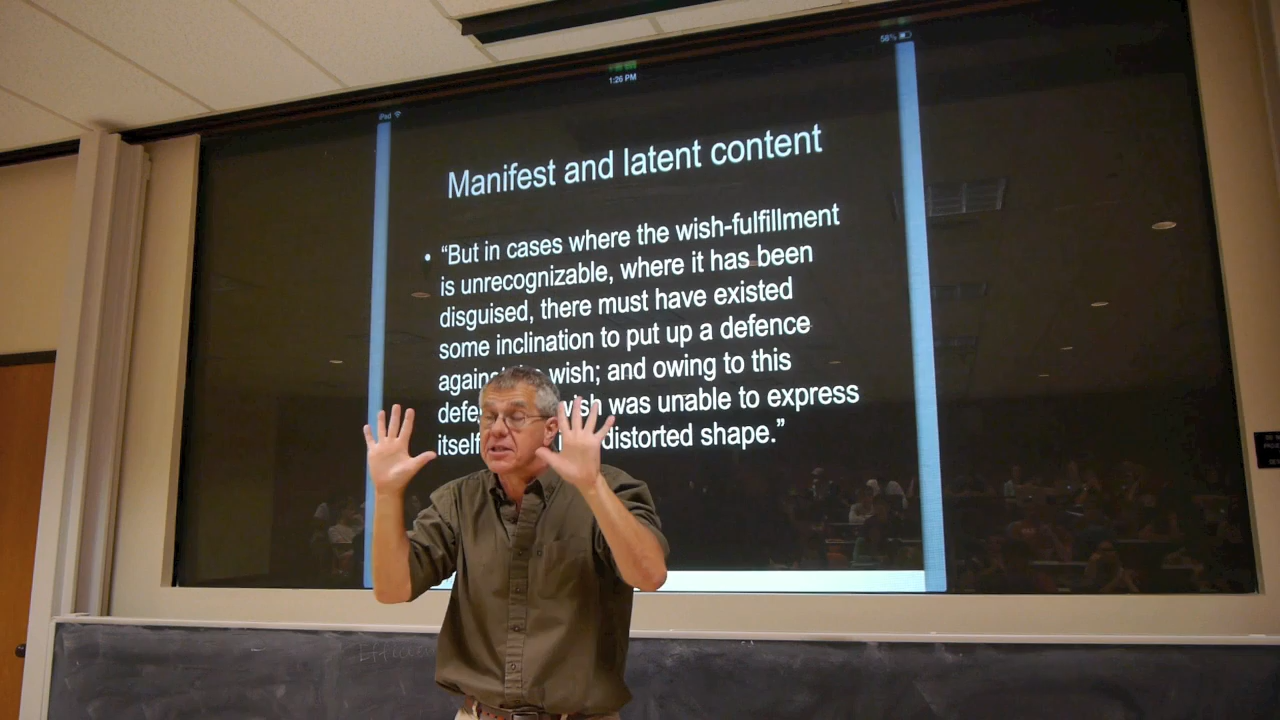 58%
1:26 PM
iPad
Manifest and latent content
• “But in cases where the wish-fulfillment
is unrecognizable, where it has been
disguised, there must have existed
some inclination to put up a defence
agains wish; and owing to this
defe wish was unable to express
itself distorted shape.”